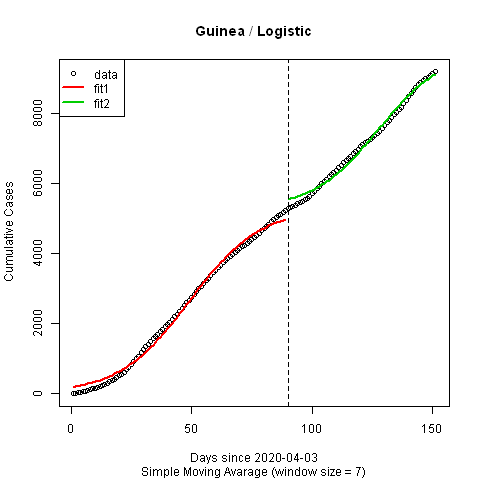 Guinea / Logistic
data
fit1
fit2
Cumulative Cases
0
2000
4000
6000
8000
0
50
100
150
Days since 2020-04-03
Simple Moving Avarage (window size = 7)